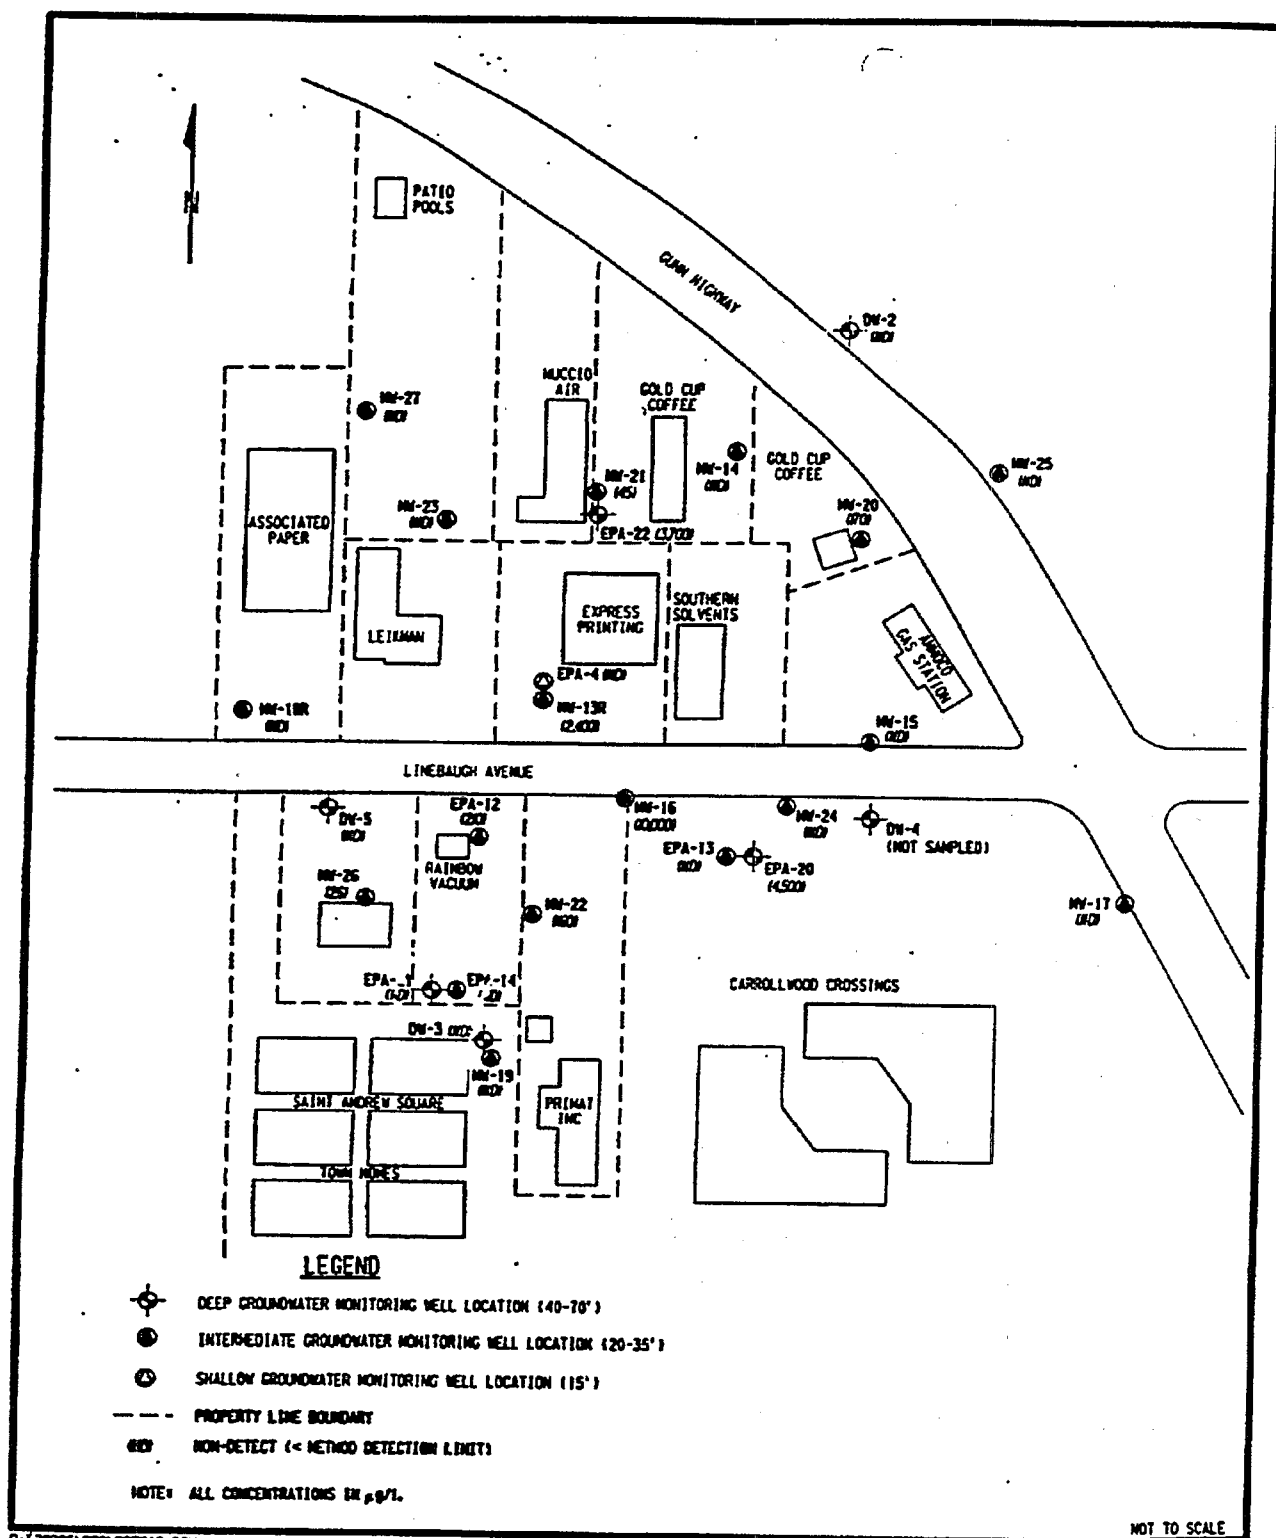 PATIO
POOLS
GUNN HIGHWAY
DW-2
(ND)
NUCCIO
AIR
GOLD CUP
COFFEE
MW-27
(ND)
MW-14
(ND)
GOLD CUP
COFFEE
MW-25
(ND)
MW-21
(45)
MW-23
(ND)
MW-20
(70)
ASSOCIATED
PAPER
EPA-22 (3,700)
EXPRESS
PRINTING
SOUTHERN
SOLVENTS
LEIKMAN
AMMOCO
GAS STATION
EPA-4 (ND)
MW-13R
(2,400)
MW-18R
(ND)
MW-15
(ND)
LINEBAUGH AVENUE
DW-5
(ND)
EPA-12
MW-16
MW-24
(ND)
DW-4
(NOT SAMPLED)
EPA-13
(ND)
EPA-20
(4,500)
RAINBOW
VACUUM
MW-26
(25)
MW-22
MW-17
(ND)
EPA-14
CARROLLWOOD CROSSINGS
DW-3 (ND)
MW-19
(ND)
SAINT ANDREW SQUARE
TOWN HOMES
PRIMAT
INC
LEGEND
DEEP GROUNDWATER MONITORING WELL LOCATION (40-70')
INTERMEDIATE GROUNDWATER MONITORING WELL LOCATION (20-35')
SHALLOW GROUNDWATER MONITORING WELL LOCATION (15')
PROPERTY LINE BOUNDARY
(ND) NON-DETECT (< METHOD DETECTION LIMIT)
NOTE: ALL CONCENTRATIONS IN µg/l.
NOT TO SCALE